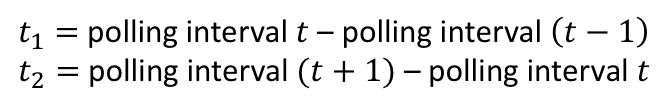 t₁ = polling interval t – polling interval (t − 1)
t₂ = polling interval (t + 1) – polling interval t